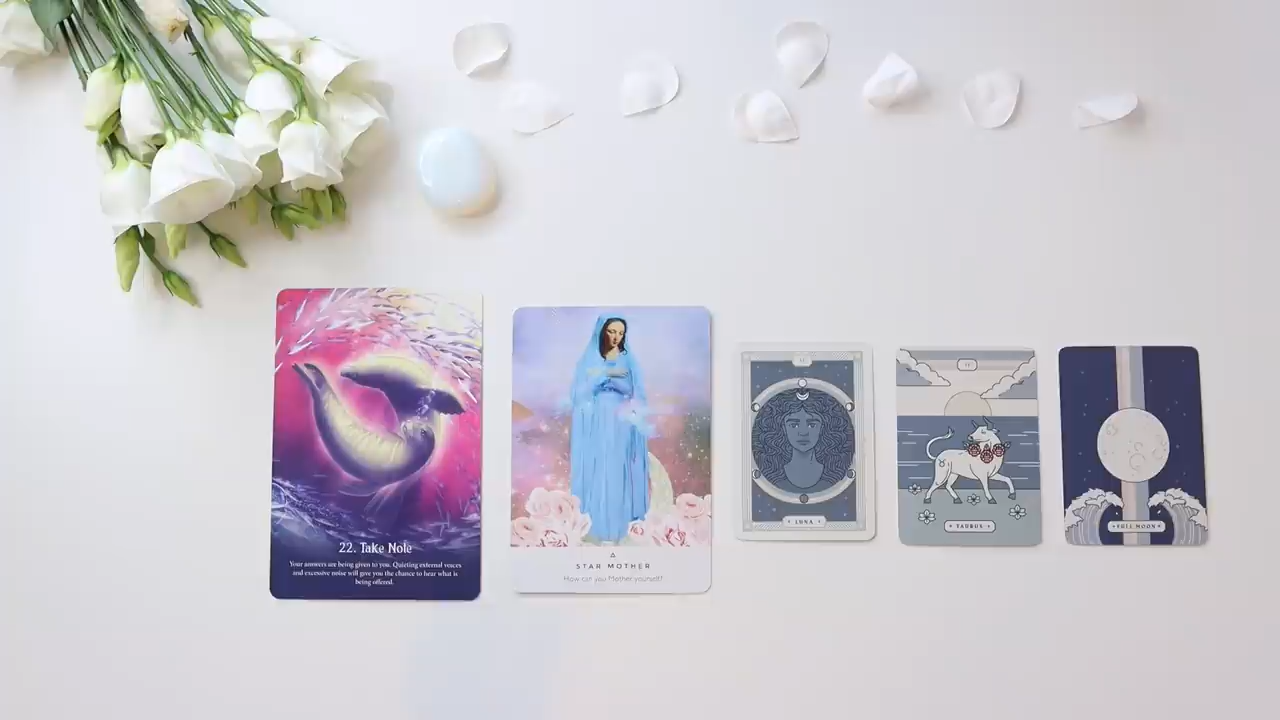 22. Take Note
Your answers are being given to you. Quieting external voices
and excessive noise will give you the chance to hear what is
being offered.
STAR MOTHER
How can you Mother yourself?
LUNA
TAURUS
FULL MOON